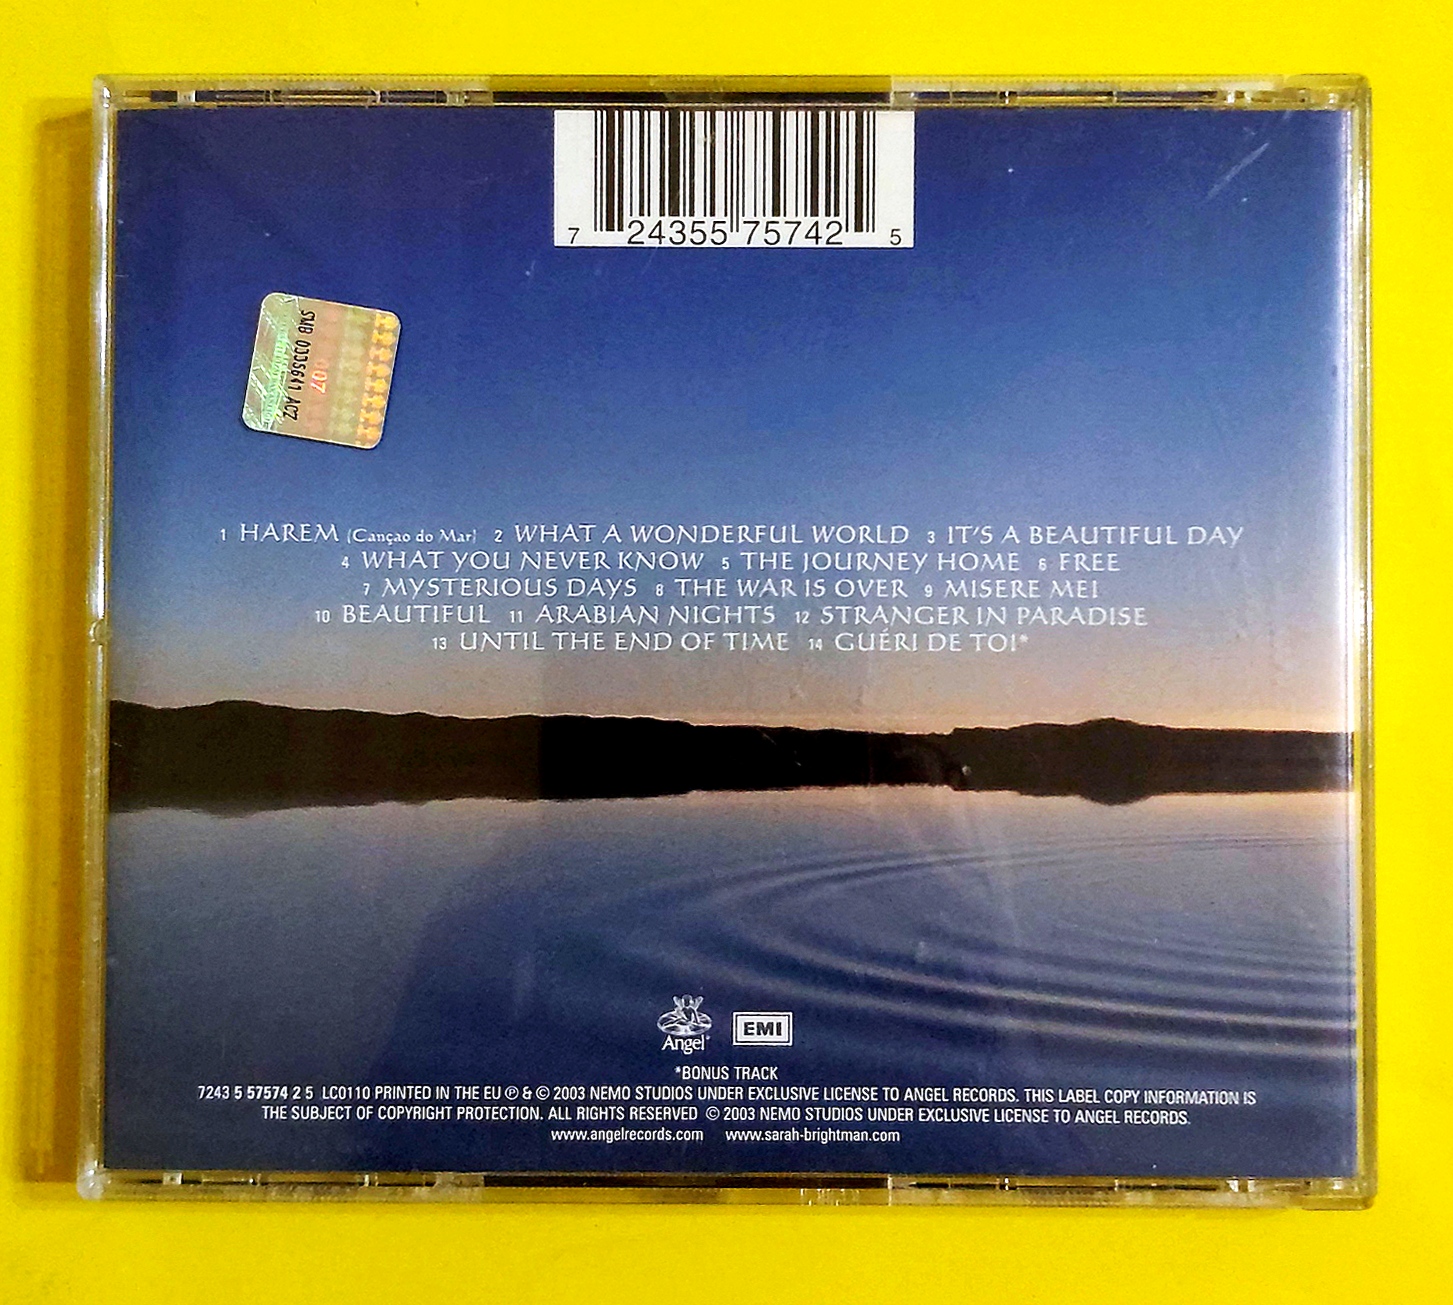 7 24355 75742 5
SWB 0005641 ACZ
207
1 HAREM (Cançao do Mar) 2 WHAT A WONDERFUL WORLD 3 IT'S A BEAUTIFUL DAY
4 WHAT YOU NEVER KNOW 5 THE JOURNEY HOME 6 FREE
7 MYSTERIOUS DAYS 8 THE WAR IS OVER 9 MISERE MEI
10 BEAUTIFUL 11 ARABIAN NIGHTS 12 STRANGER IN PARADISE
13 UNTIL THE END OF TIME 14 GUÉRI DE TOI*
Angel® EMI
*BONUS TRACK
7243 5 57574 2 5 LC0110 PRINTED IN THE EU ℗ & © 2003 NEMO STUDIOS UNDER EXCLUSIVE LICENSE TO ANGEL RECORDS. THIS LABEL COPY INFORMATION IS
THE SUBJECT OF COPYRIGHT PROTECTION. ALL RIGHTS RESERVED © 2003 NEMO STUDIOS UNDER EXCLUSIVE LICENSE TO ANGEL RECORDS.
www.angelrecords.com www.sarah-brightman.com